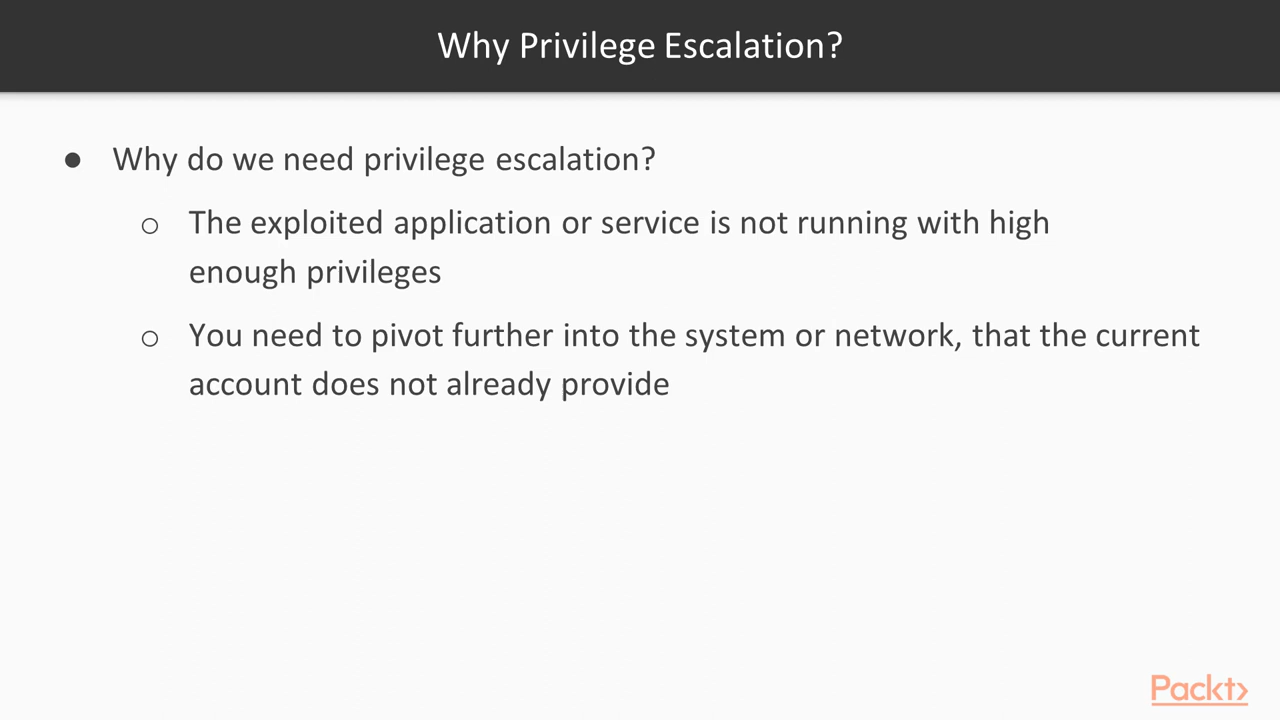 Why Privilege Escalation?
● Why do we need privilege escalation?
○ The exploited application or service is not running with high
enough privileges
○ You need to pivot further into the system or network, that the current
account does not already provide
Packt>